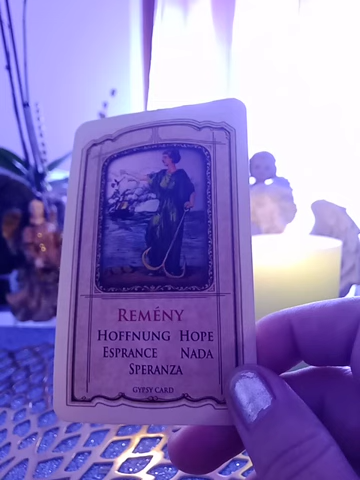 REMÉNY
HOFFNUNG HOPE
ESPRANCE NADA
SPERANZA
GYPSY CARD